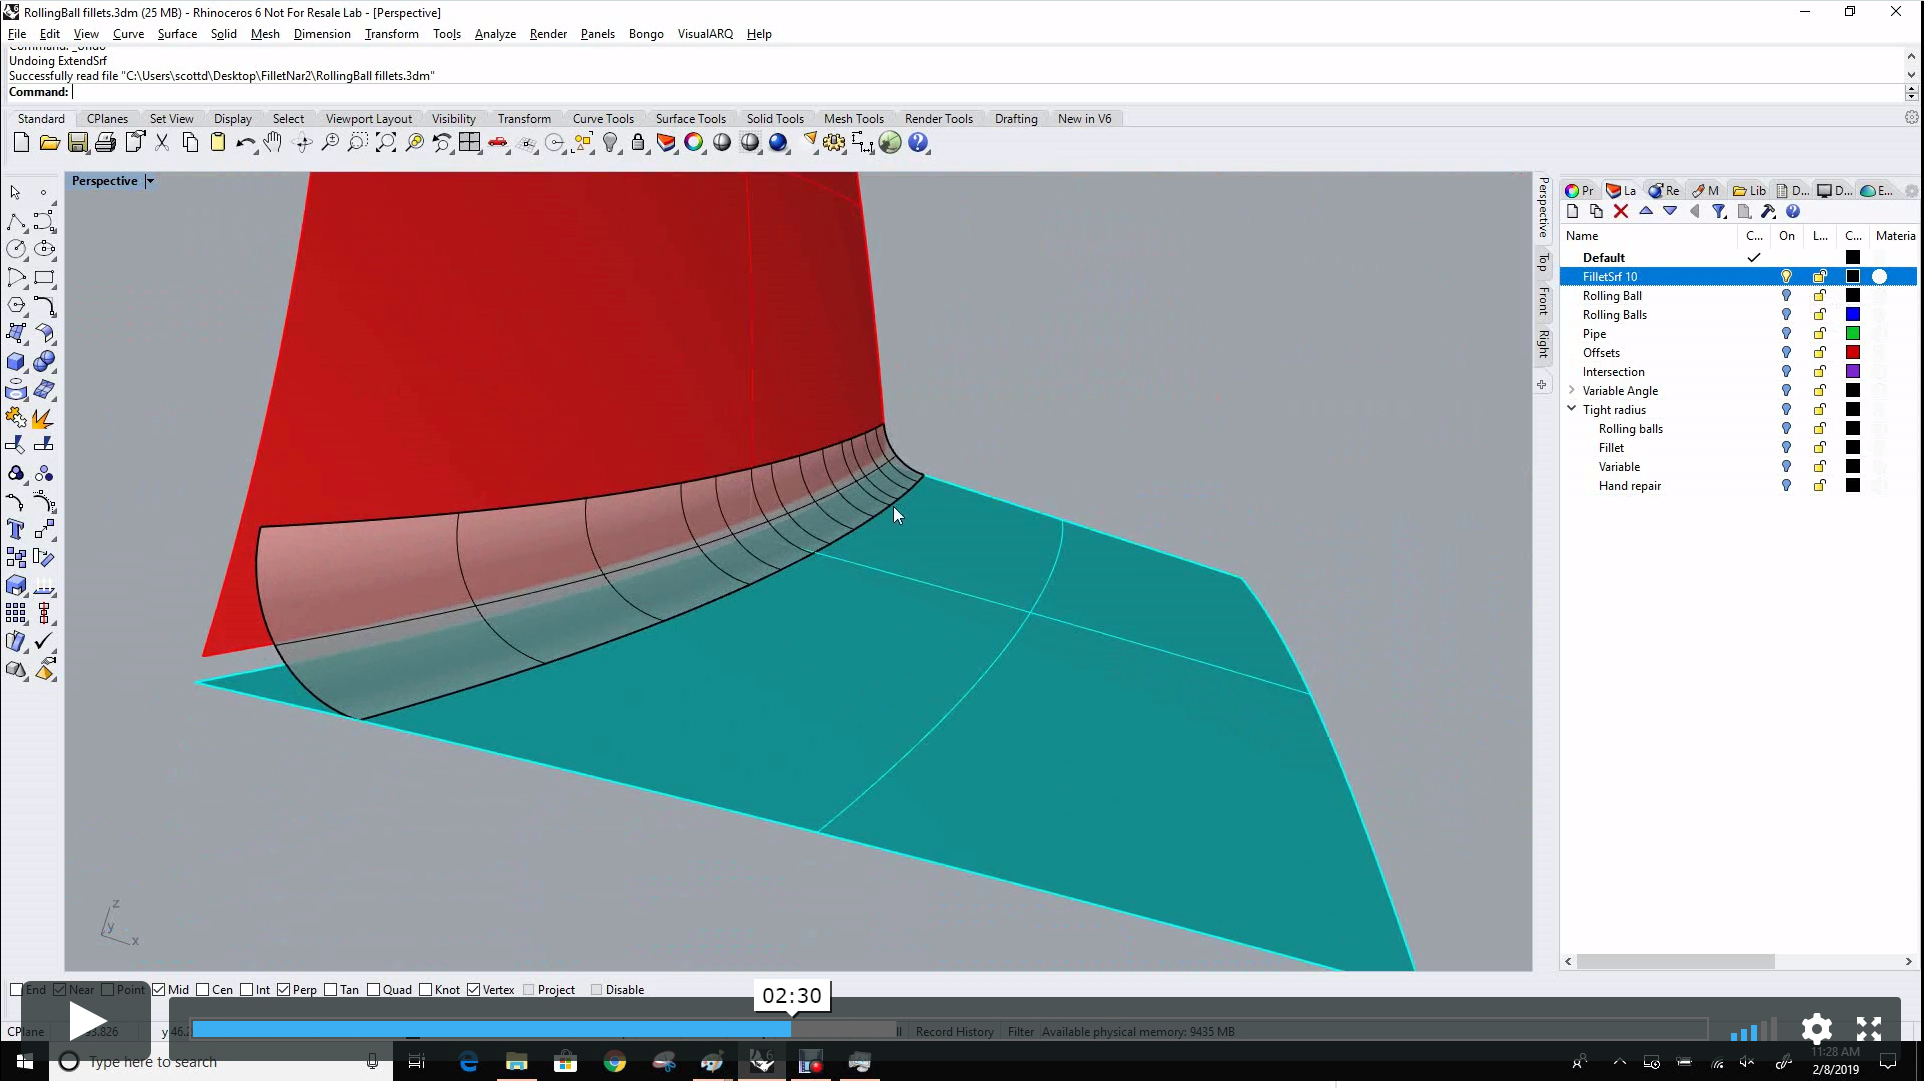 RollingBall fillets.3dm (25 MB) - Rhinoceros 6 Not For Resale Lab - [Perspective]
File Edit View Curve Surface Solid Mesh Dimension Transform Tools Analyze Render Panels Bongo VisualARQ Help
Command: _Undo
Undoing ExtendSrf
Successfully read file "C:\Users\scottd\Desktop\FilletNar2\RollingBall fillets.3dm"
Command:
Standard CPlanes Set View Display Select Viewport Layout Visibility Transform Curve Tools Surface Tools Solid Tools Mesh Tools Render Tools Drafting New in V6
Perspective
Perspective
Top
Front
Right
Pr La Re M Lib D... D... E...
Name C... On L... C... Materia
Default
FilletSrf 10
Rolling Ball
Rolling Balls
Pipe
Offsets
Intersection
Variable Angle
Tight radius
Rolling balls
Fillet
Variable
Hand repair
z
y
x
End Near Point Mid Cen Int Perp Tan Quad Knot Vertex Project Disable
02:30
CPlane 3.826 y 46.2 Record History Filter Available physical memory: 9435 MB
Type here to search
11:28 AM
2/8/2019